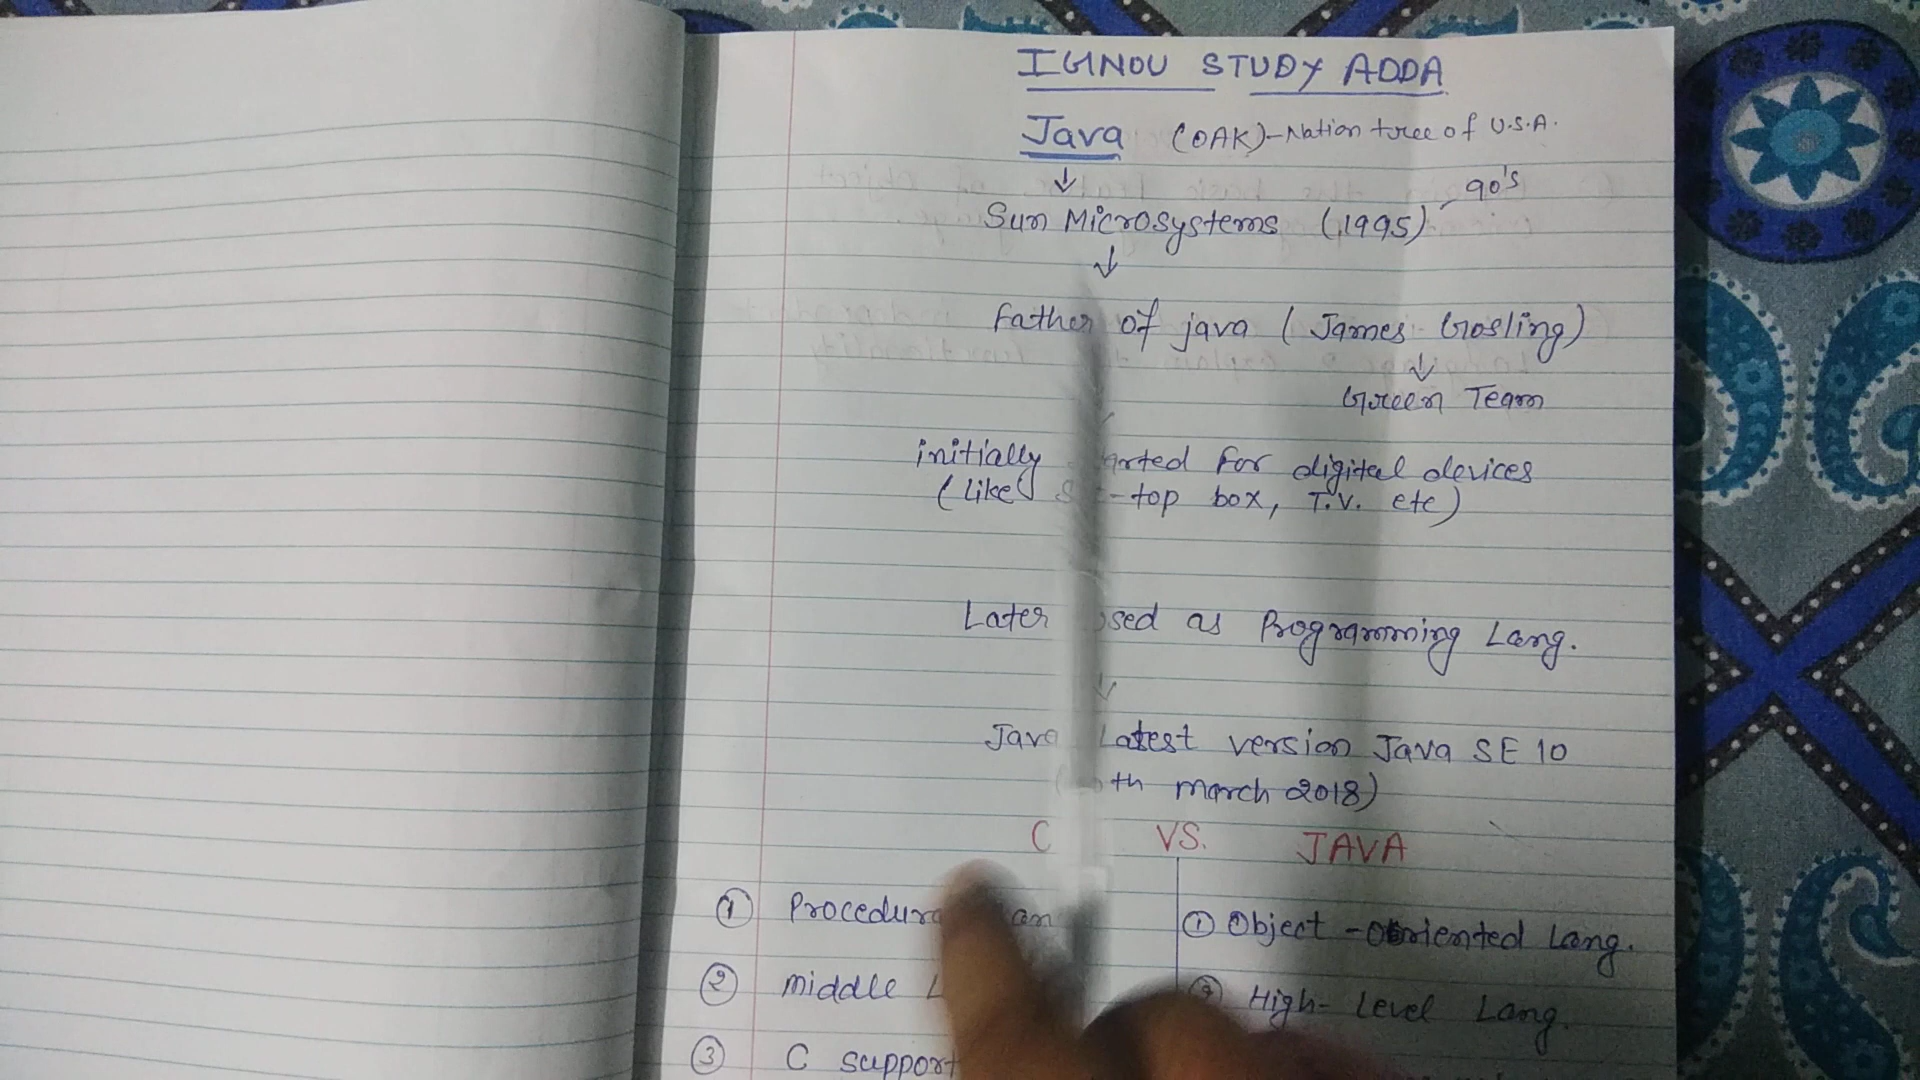 IGNOU STUDY ADDA
Java (OAK)-Nation tree of U.S.A.
90's
Sun Microsystems (1995)
Father of java (James Gosling)
Green Team
initially for digital devices
(like -top box, T.V. etc)
Later as Programming Lang.
Java Latest version Java SE 10
th march 2018)
C VS. JAVA
① Object-oriented Lang.
② middle
High-Level Lang.
③ C support